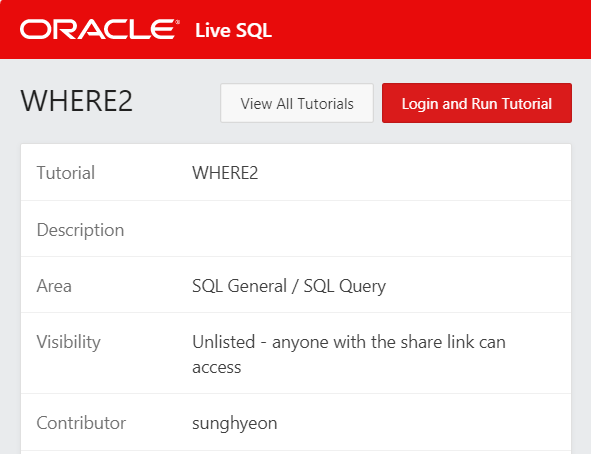 ORACLE® Live SQL
WHERE2
View All Tutorials
Login and Run Tutorial
Tutorial WHERE2
Description
Area SQL General / SQL Query
Visibility Unlisted - anyone with the share link can
access
Contributor sunghyeon